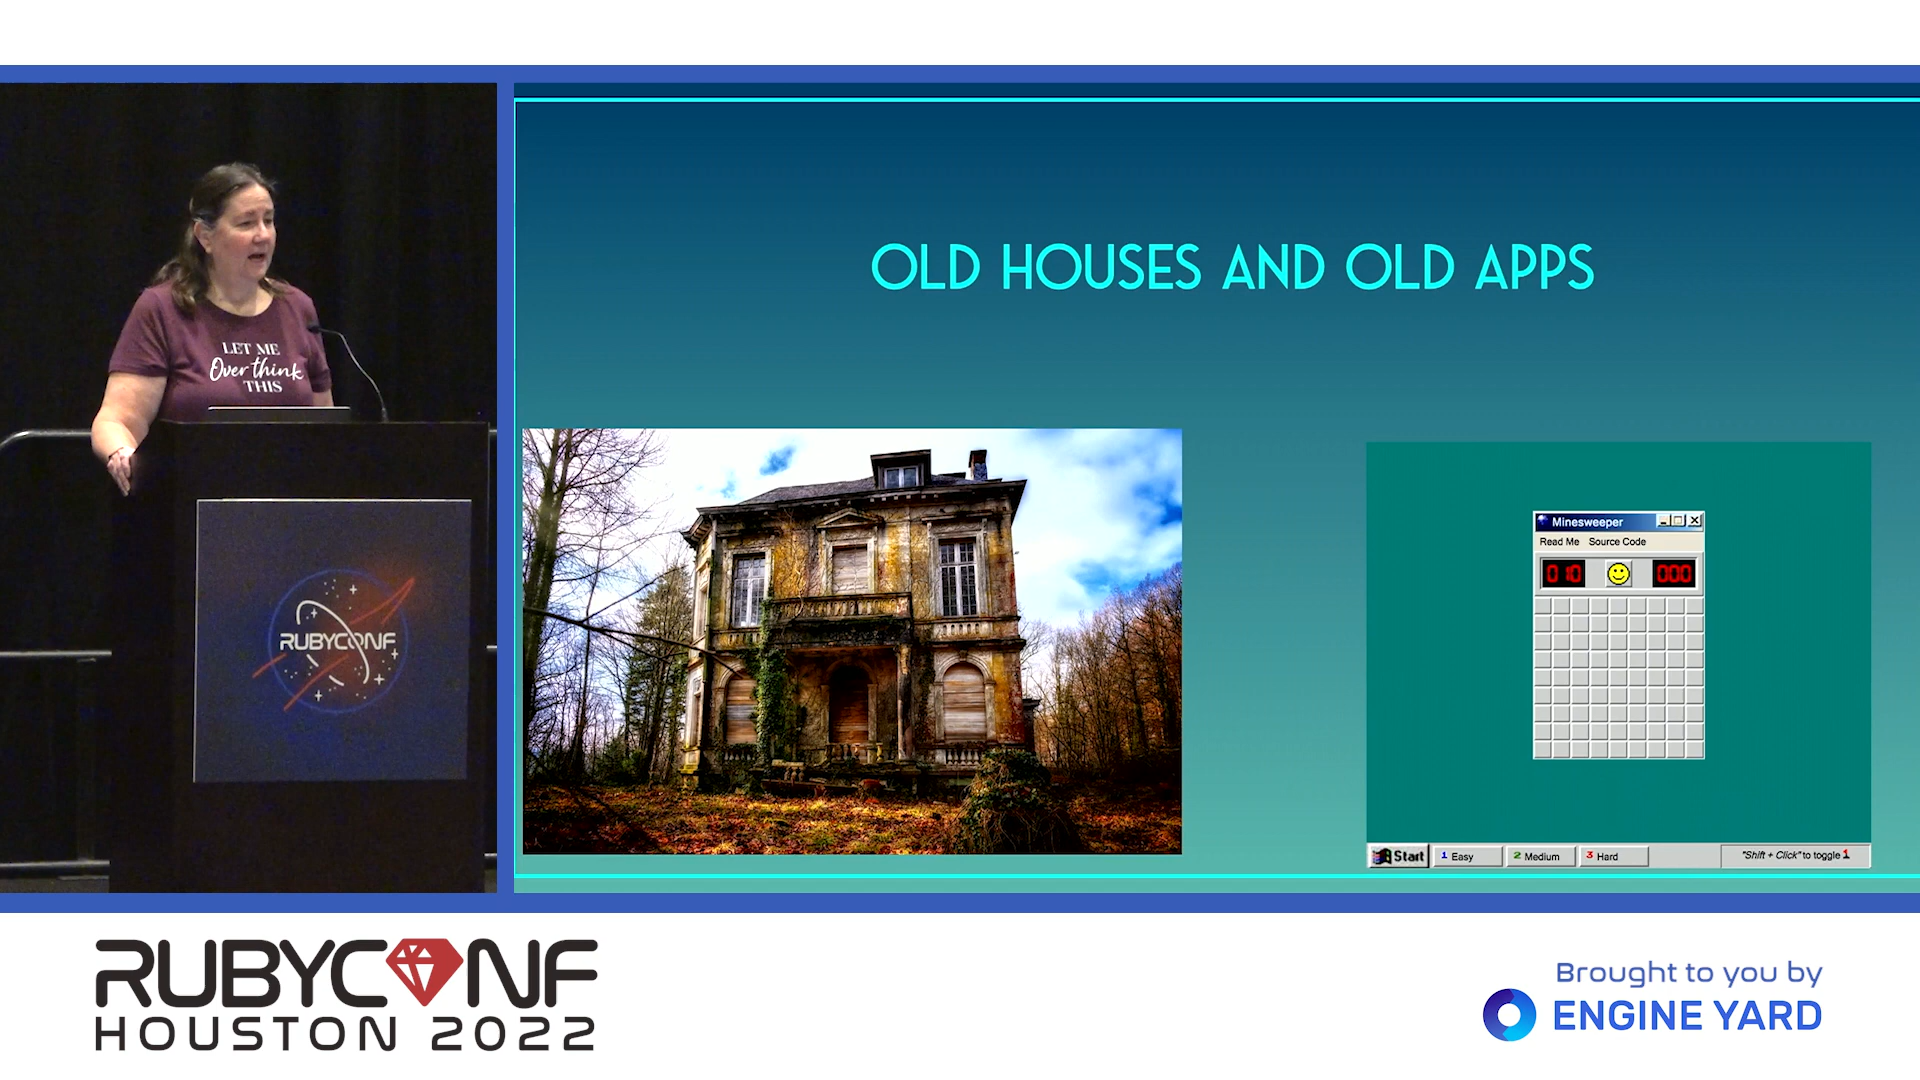 LET ME
Over think
THIS
RUBYCONF
OLD HOUSES AND OLD APPS
Minesweeper
Read Me Source Code
010 000
Start 1 Easy 2 Medium 3 Hard "Shift + Click" to toggle 1
RUBYCONF
HOUSTON 2022
Brought to you by
ENGINE YARD